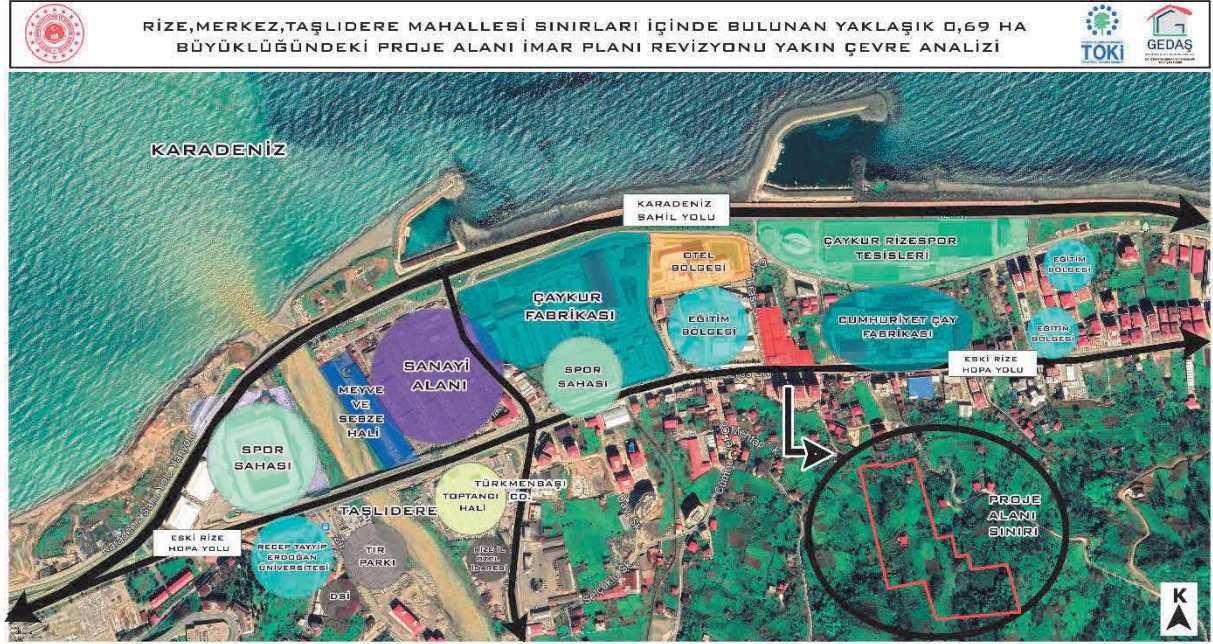 RİZE,MERKEZ,TAŞLIDERE MAHALLESİ SINIRLARI İÇİNDE BULUNAN YAKLAŞIK 0,69 HA
BÜYÜKLÜĞÜNDEKİ PROJE ALANI İMAR PLANI REVİZYONU YAKIN ÇEVRE ANALİZİ
TOKİ
GEDAŞ
KARADENİZ
KARADENİZ
SAHİL YOLU
OTEL
BÖLGESİ
ÇAYKUR RİZESPOR
TESİSLERİ
EĞİTİM
BÖLGESİ
ÇAYKUR
FABRİKASI
EĞİTİM
BÖLGESİ
CUMHURİYET ÇAY
FABRİKASI
EĞİTİM
BÖLGESİ
ESKİ RİZE
HOPA YOLU
SANAYİ
ALANI
SPOR
SAHASI
MEYVE
VE
SEBZE
HALİ
SPOR
SAHASI
TÜRKMENBAŞI
CD.
TOPTANCI
HALİ
TAŞLIDERE
PROJE
ALANI
SINIRI
ESKİ RİZE
HOPA YOLU
RECEP TAYYİP
ERDOĞAN
ÜNİVERSİTESİ
TIR
PARKI
RİZE İL
ÖZEL
İDARESİ
DSİ
K